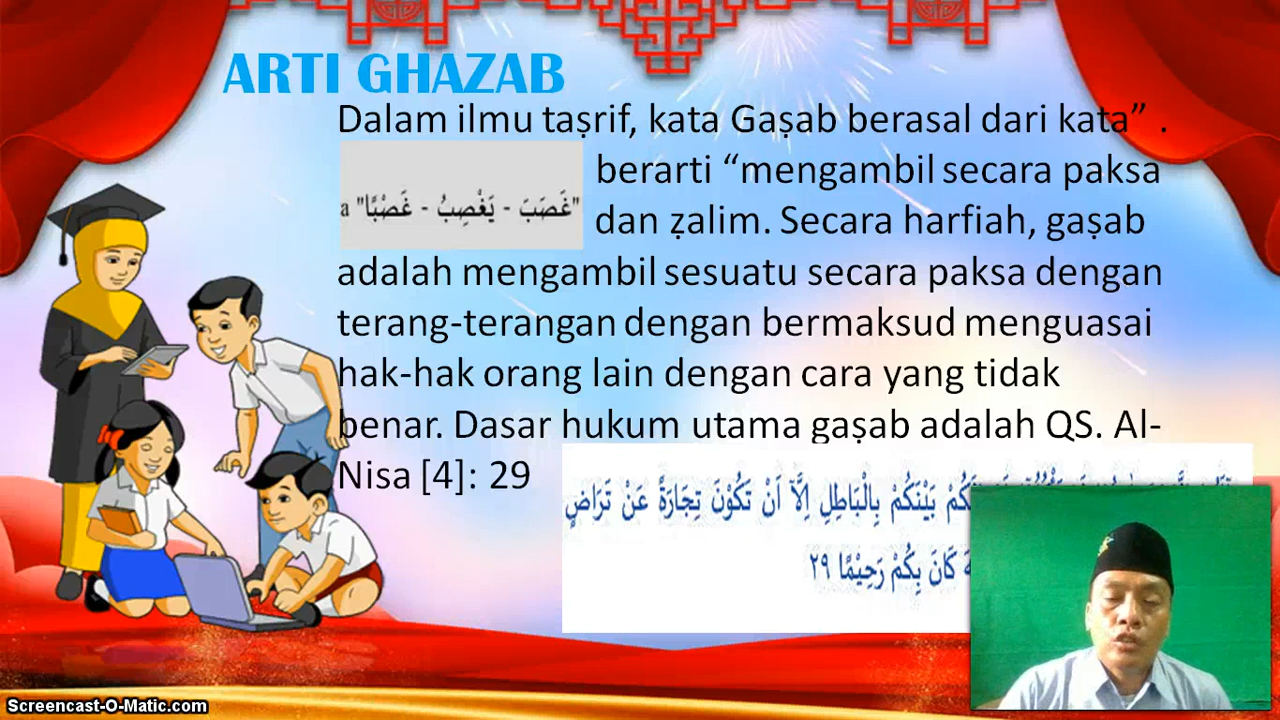 ARTI GHAZAB
Dalam ilmu taṣrif, kata Gaṣab berasal dari kata” .
berarti “mengambil secara paksa
a "غَصَبَ - يَغْصِبُ - غَصْبًا"
dan ẓalim. Secara harfiah, gaṣab
adalah mengambil sesuatu secara paksa dengan
terang-terangan dengan bermaksud menguasai
hak-hak orang lain dengan cara yang tidak
benar. Dasar hukum utama gaṣab adalah QS. Al-
Nisa [4]: 29
بَيْنَكُمْ بِالْبَاطِلِ اِلَّآ اَنْ تَكُوْنَ تِجَارَةً عَنْ تَرَاضٍ
كَانَ بِكُمْ رَحِيْمًا ٢٩
Screencast-O-Matic.com